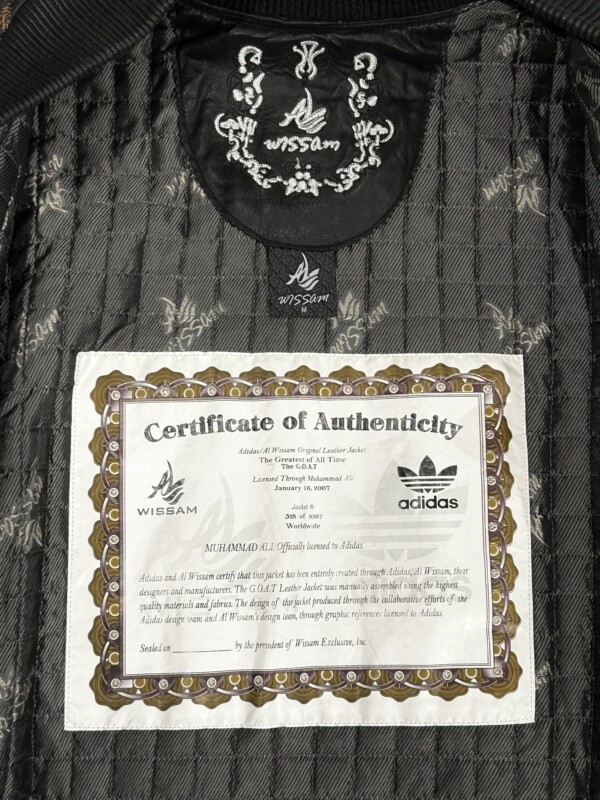 Al
wissam
Al
wissam
M
Certificate of Authenticity
Adidas/Al Wissam Original Leather Jacket
The Greatest of All Time
The G.O.A.T
Licensed Through Muhammad Ali
January 16, 2007
WISSAM
adidas
Jacket #
318 of 1097
Worldwide
MUHAMMAD ALI Officially licensed to Adidas
Adidas and Al Wissam certify that this jacket has been entirely created through Adidas, Al Wissam, their
designers and manufacturers. The G.O.A.T Leather Jacket was manually assembled using the highest
quality materials and fabrics. The design of this jacket produced through the collaborative efforts of the
Adidas design team and Al Wissam's design team, through graphic references licensed to Adidas.
Sealed on ____________ by the president of Wissam Exclusive, Inc.